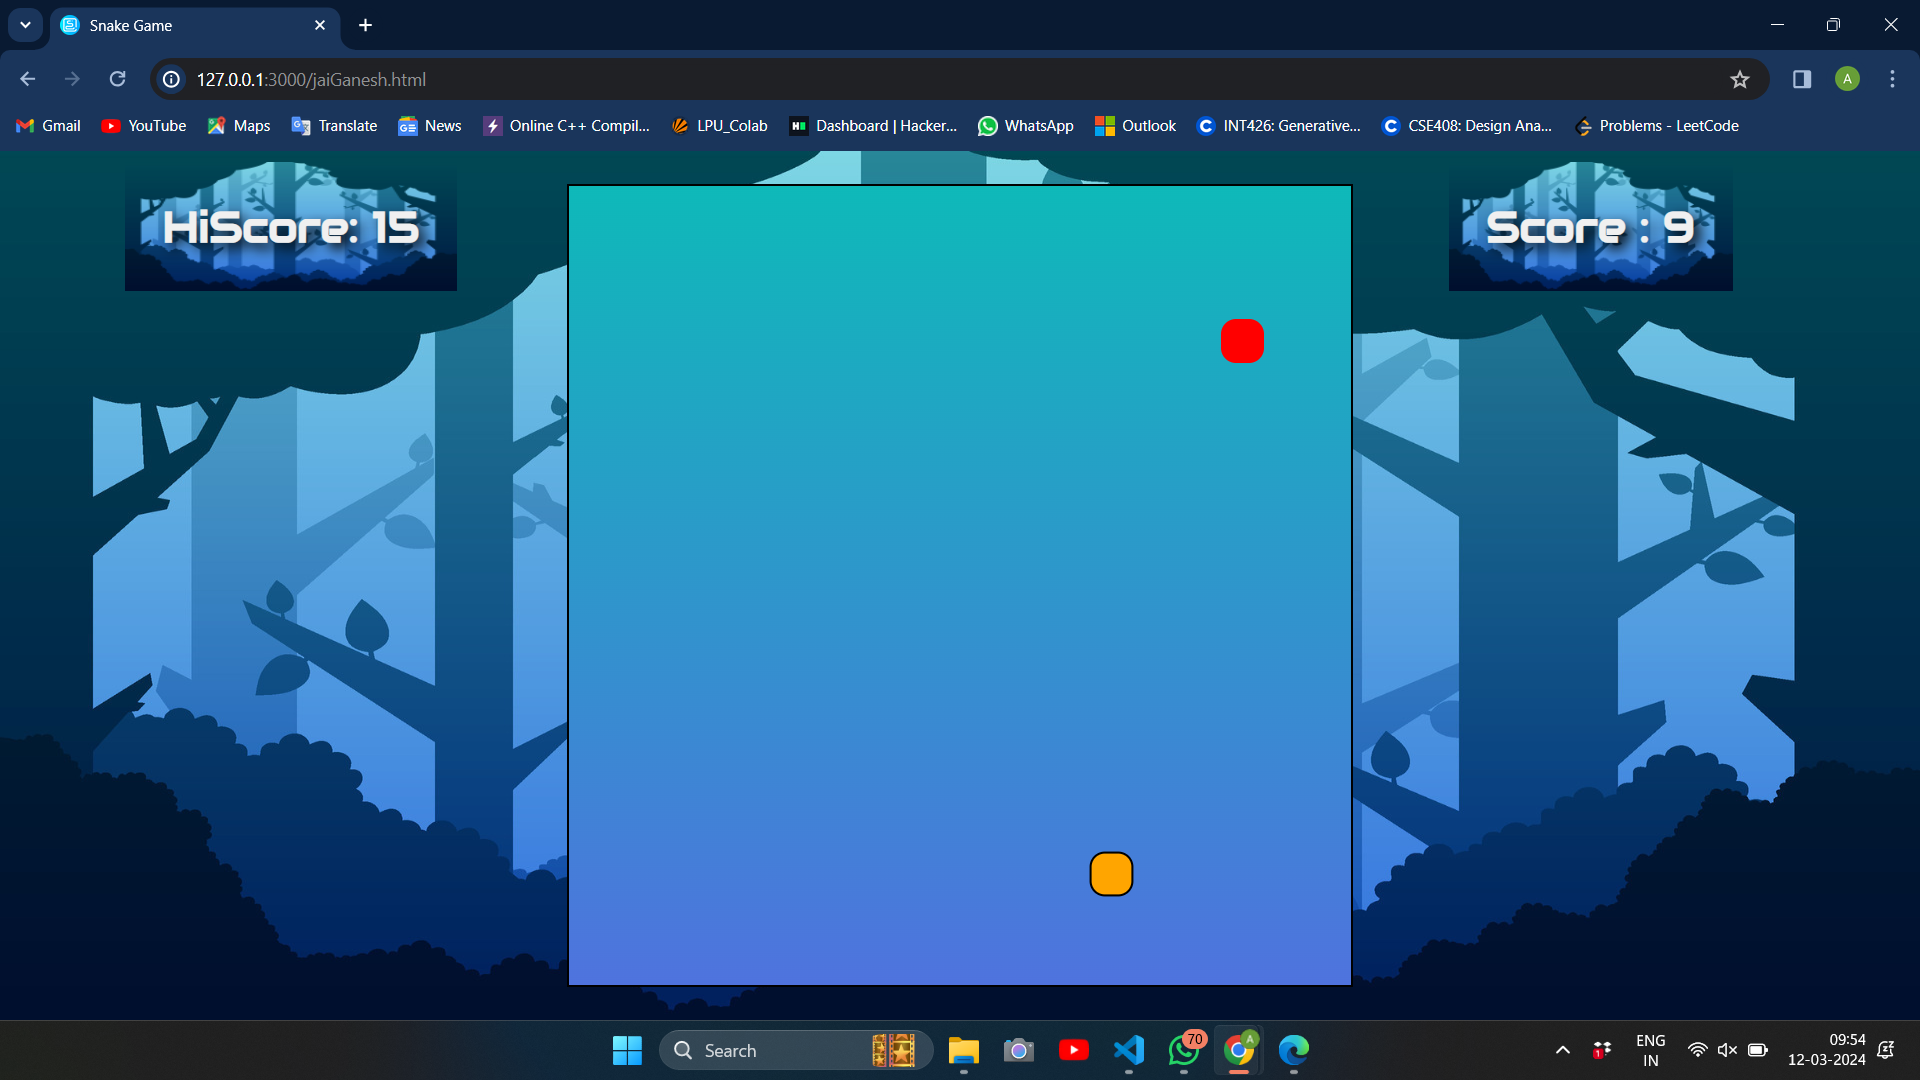 Snake Game
127.0.0.1:3000/jaiGanesh.html
A
Gmail YouTube Maps Translate News Online C++ Compil... LPU_Colab Dashboard | Hacker... WhatsApp Outlook INT426: Generative... CSE408: Design Ana... Problems - LeetCode
HiScore: 15
Score : 9
Search
70
A
1
ENG
IN
09:54
12-03-2024